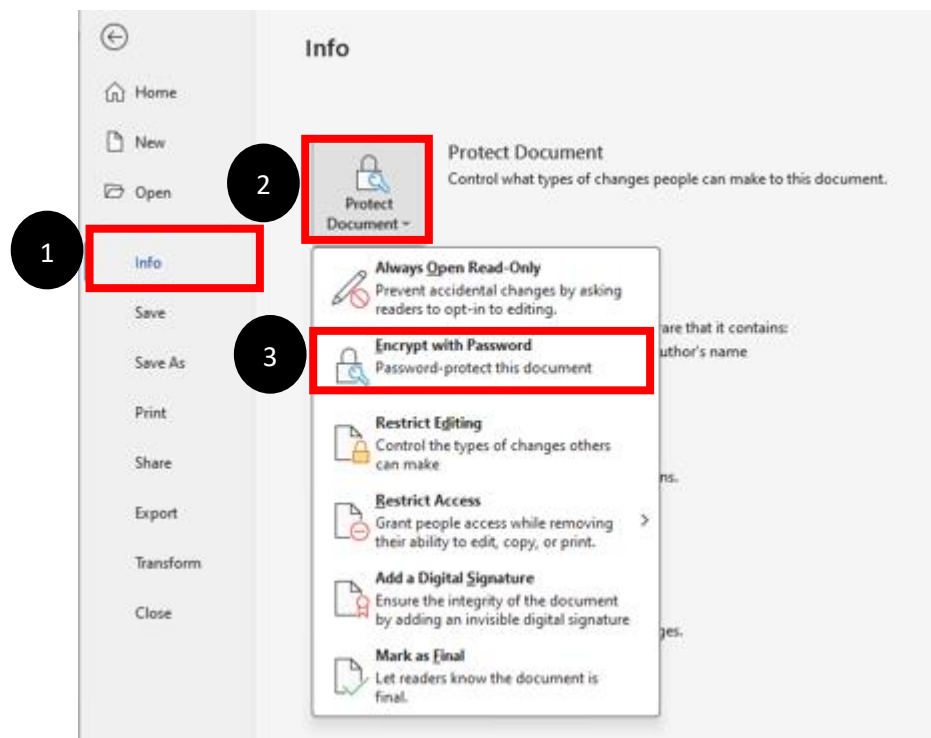 Info
Home
New
Open
1
Info
Save
Save As
Print
Share
Export
Transform
Close
2
Protect
Document
Protect Document
Control what types of changes people can make to this document.
Always Open Read-Only
Prevent accidental changes by asking
readers to opt-in to editing.
3
Encrypt with Password
Password-protect this document
Restrict Editing
Control the types of changes others
can make
Restrict Access
Grant people access while removing
their ability to edit, copy, or print.
Add a Digital Signature
Ensure the integrity of the document
by adding an invisible digital signature
Mark as Final
Let readers know the document is
final.
that it contains:
name